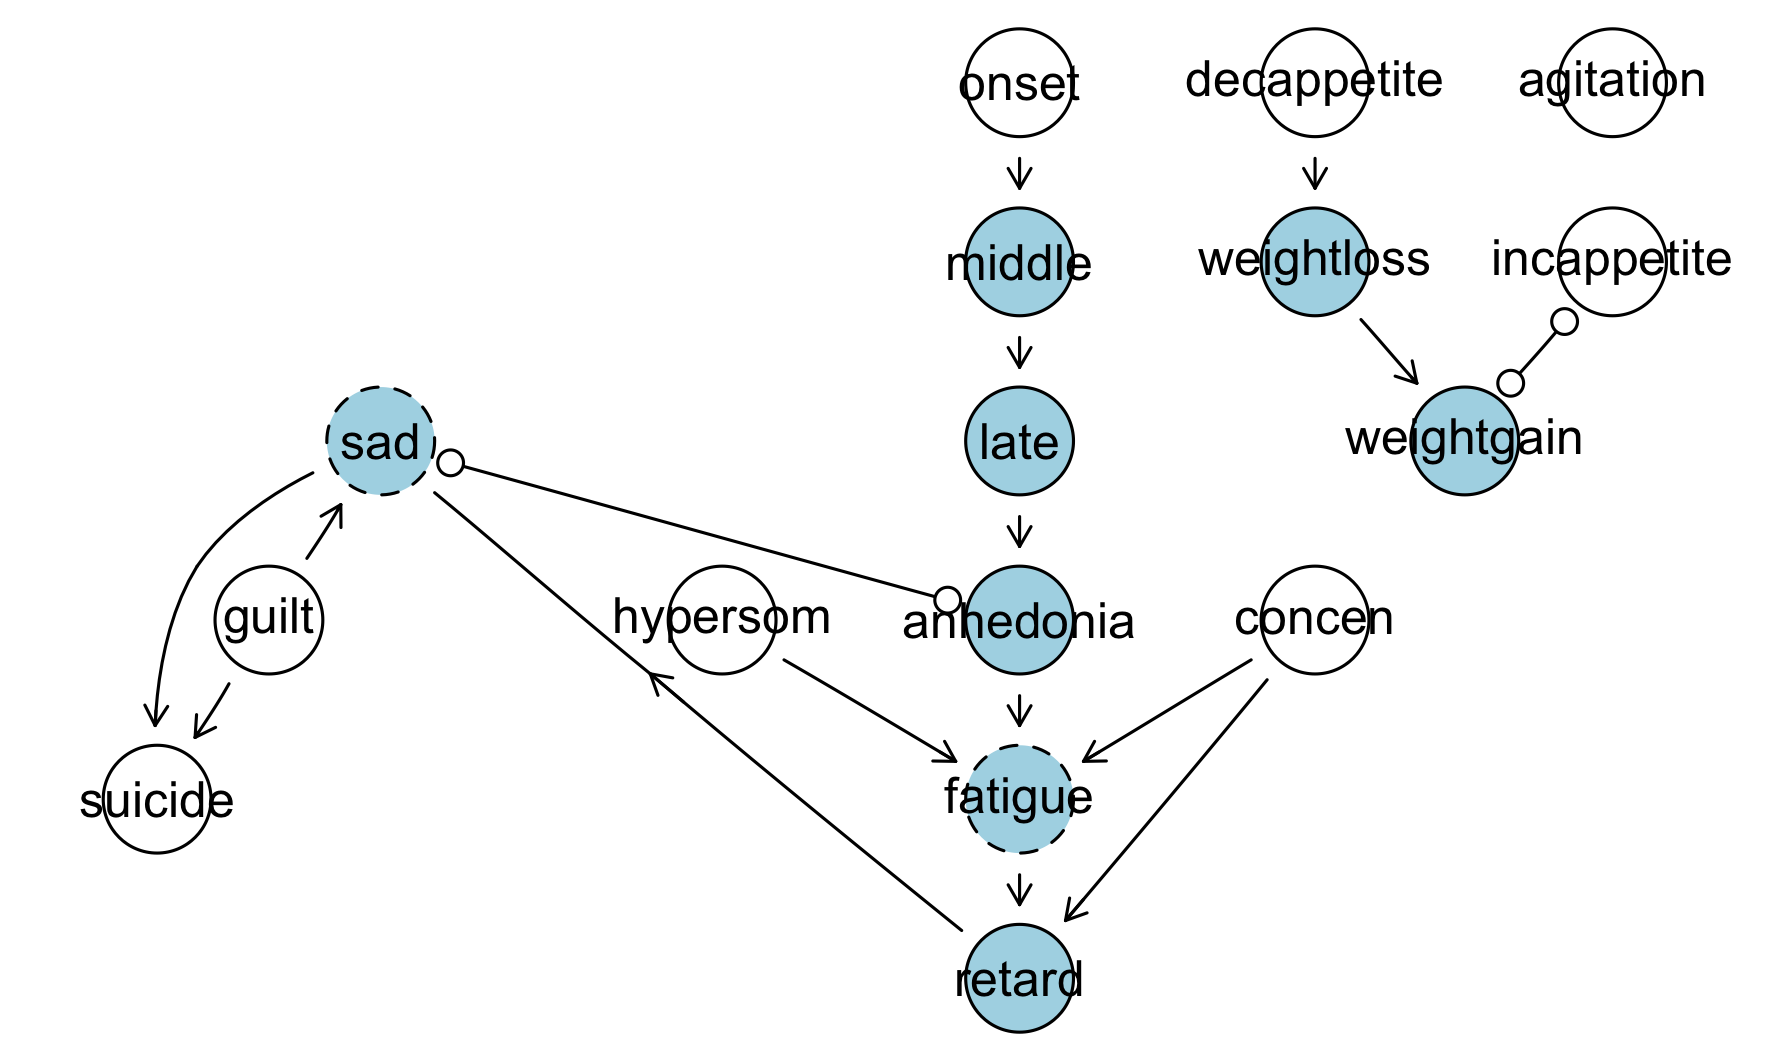 onset
decappetite
agitation
middle
weightloss
incappetite
sad
late
weightgain
guilt
hypersom
anhedonia
concen
suicide
fatigue
retard